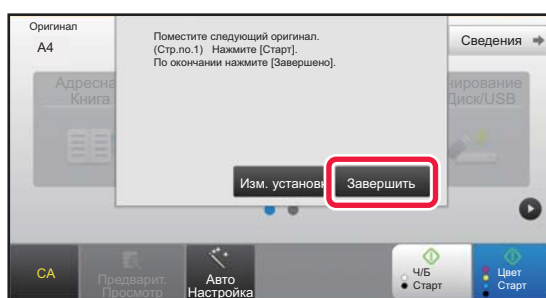 Оригинал
A4
Поместите следующий оригинал.
(Стр.no.1) Нажмите [Старт].
По окончании нажмите [Завершено].
Сведения
Адресна
Книга
нирование
Диск/USB
Изм. установк
Завершить
CA
Предварит.
Просмотр
Авто
Настройка
Ч/Б
Старт
Цвет
Старт